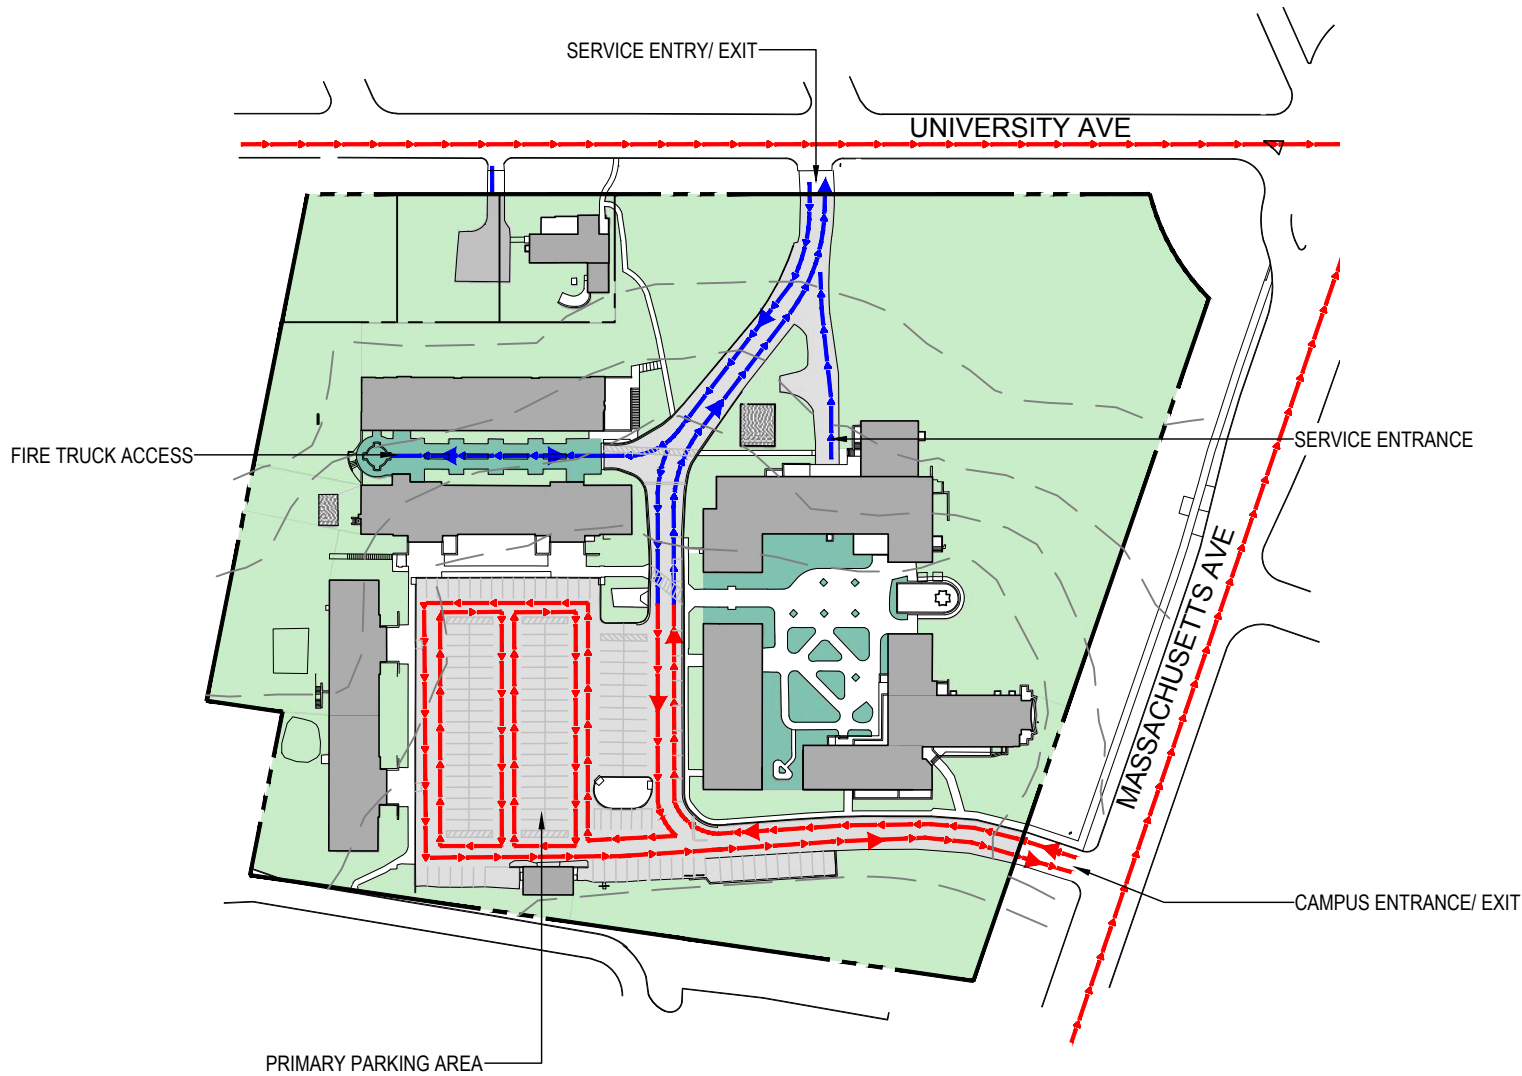 SERVICE ENTRY/ EXIT
UNIVERSITY AVE
SERVICE ENTRANCE
FIRE TRUCK ACCESS
MASSACHUSETTS AVE
CAMPUS ENTRANCE/ EXIT
PRIMARY PARKING AREA